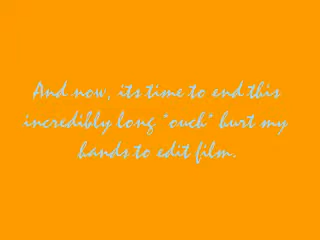 And now, its time to end this
incredibly long "ouch" hurt my
hands to edit film.